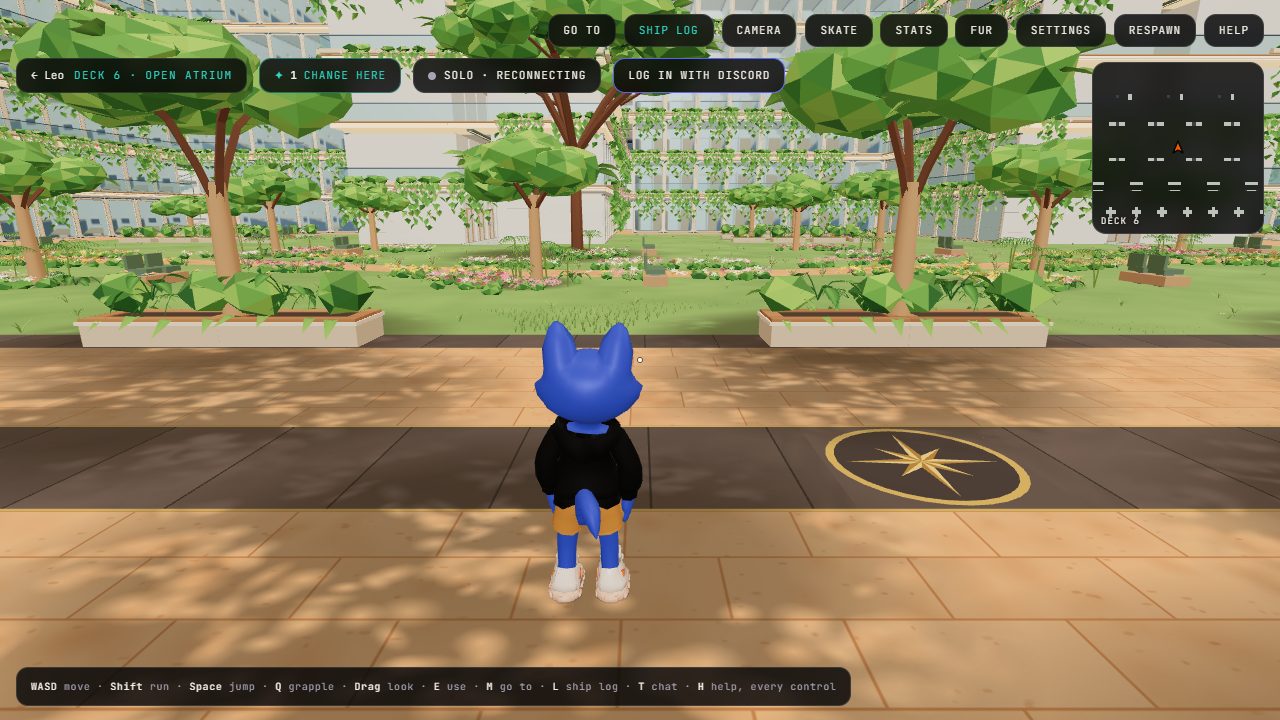 GO TO
SHIP LOG
CAMERA
SKATE
STATS
FUR
SETTINGS
RESPAWN
HELP
← Leo DECK 6 · OPEN ATRIUM
✦ 1 CHANGE HERE
SOLO · RECONNECTING
LOG IN WITH DISCORD
DECK 6
WASD move · Shift run · Space jump · Q grapple · Drag look · E use · M go to · L ship log · T chat · H help, every control